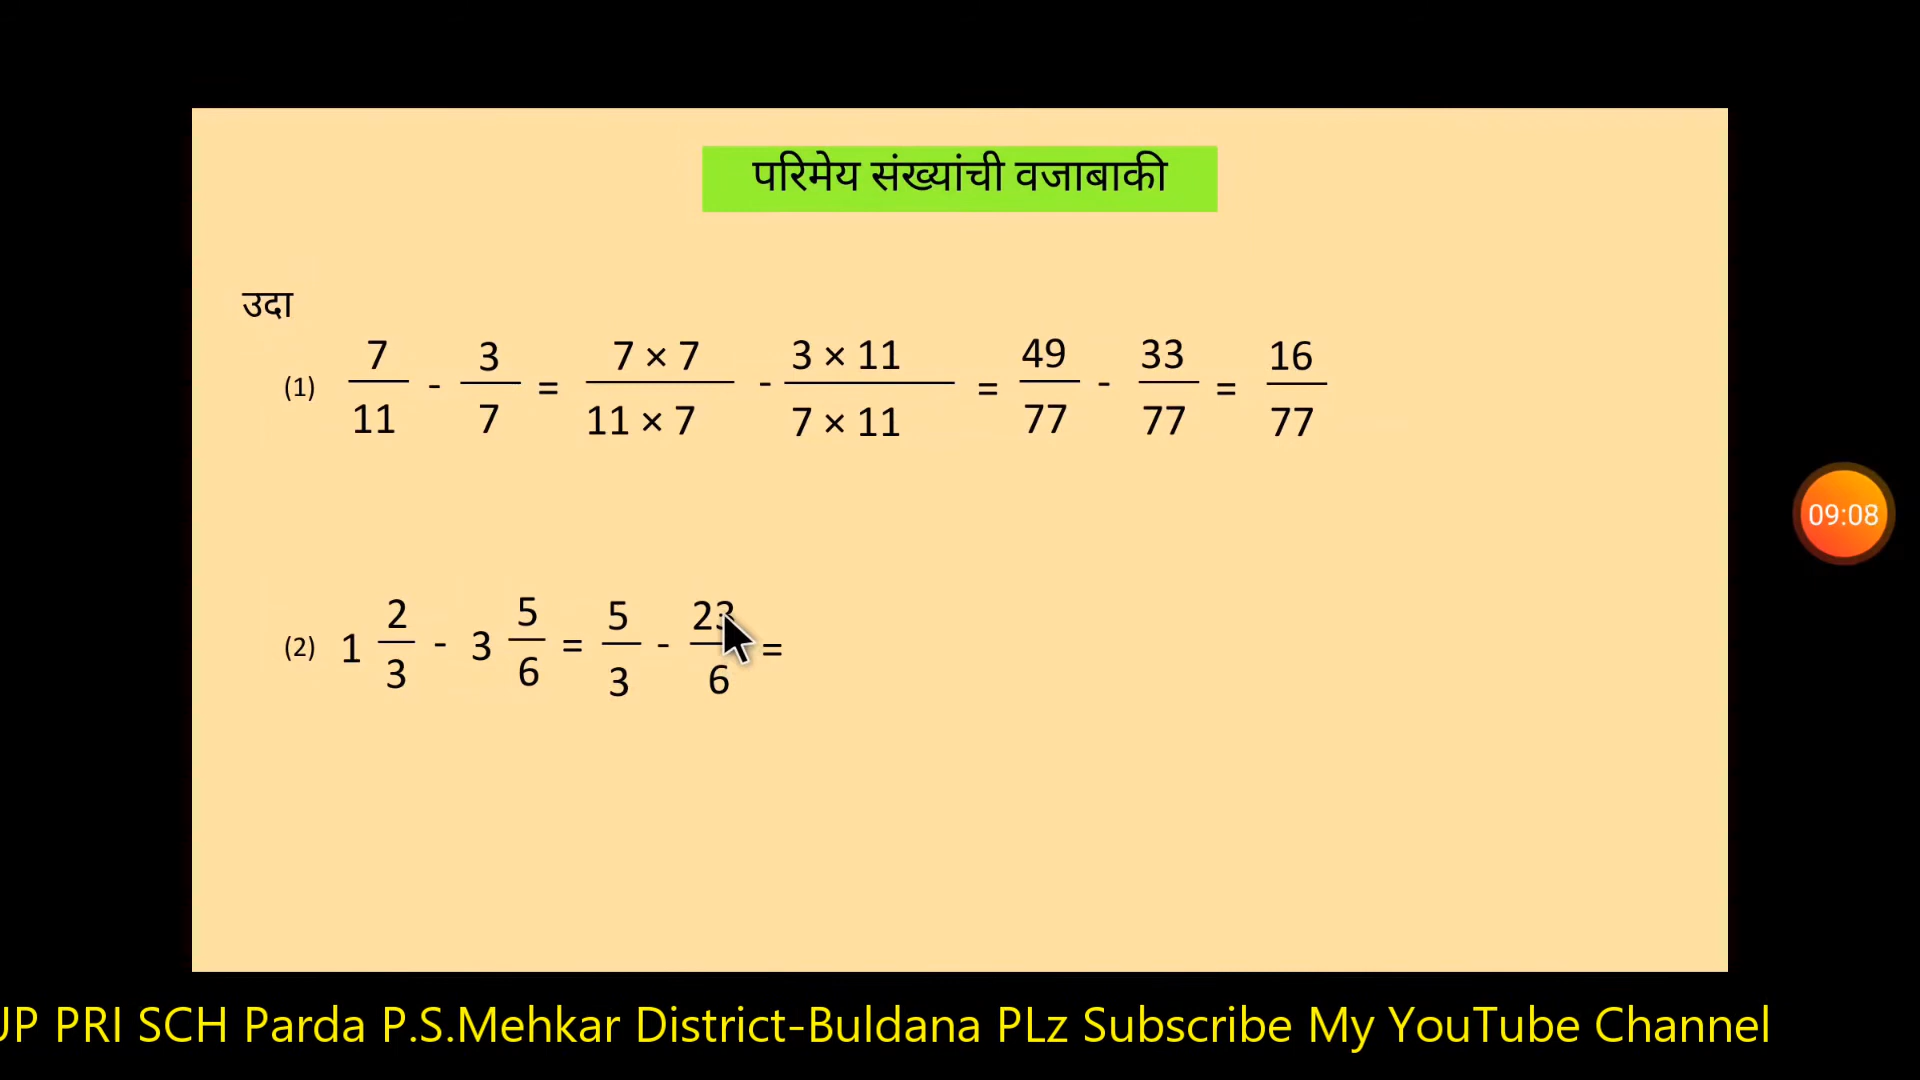 परिमेय संख्यांची वजाबाकी
उदा
(1) 7/11 - 3/7 = 7 × 7/11 × 7 - 3 × 11/7 × 11 = 49/77 - 33/77 = 16/77
09:08
(2) 1 2/3 - 3 5/6 = 5/3 - 23/6 =
UP PRI SCH Parda P.S.Mehkar District-Buldana PLz Subscribe My YouTube Channel